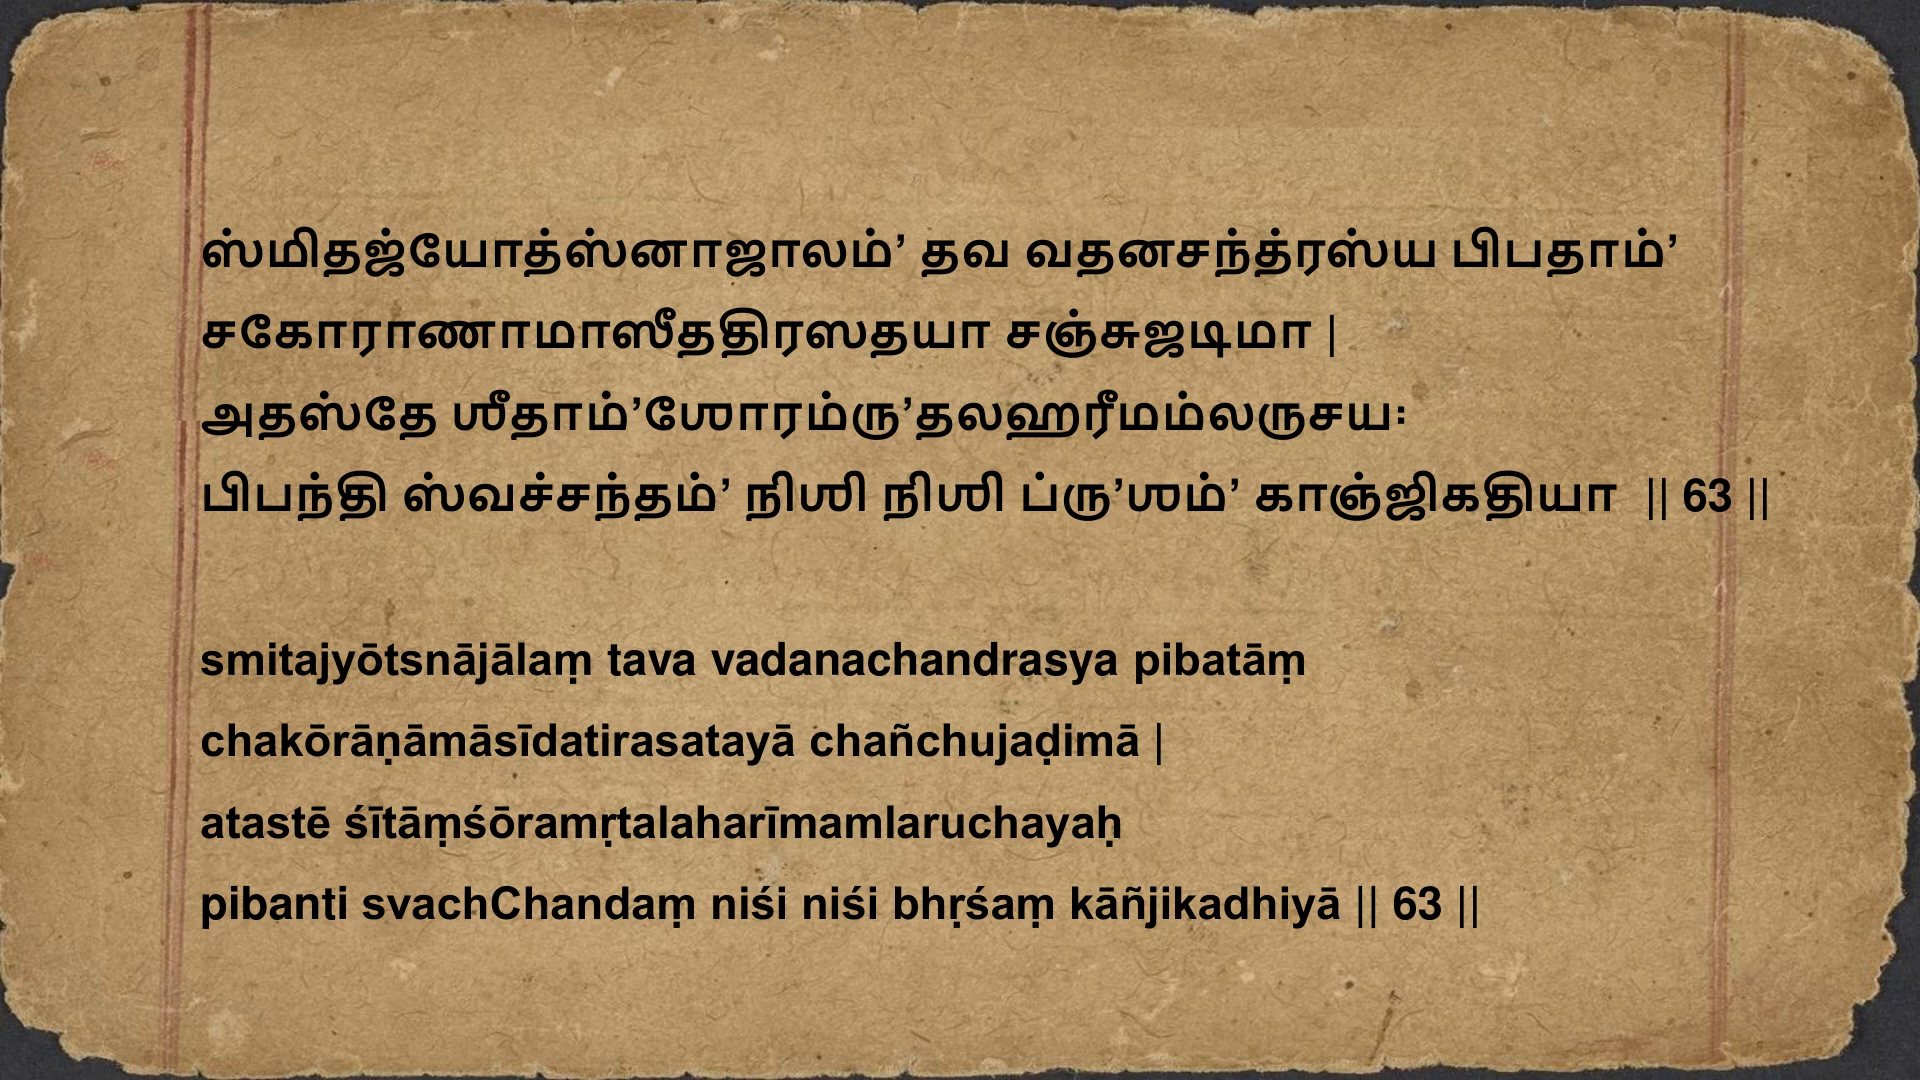 ஸ்மிதஜ்யோத்ஸ்னாஜாலம்’ தவ வதனசந்த்ரஸ்ய பிபதாம்’
சகோராணாமாஸீததிரஸதயா சஞ்சுஜடிமா |
அதஸ்தே ஶீதாம்’ஶோரம்ரு’தலஹரீமம்லருசய꞉
பிபந்தி ஸ்வச்சந்தம்’ நிஶி நிஶி ப்ரு’ஶம்’ காஞ்ஜிகதியா || 63 ||
smitajyōtsnājālaṃ tava vadanachandrasya pibatāṃ
chakōrāṇāmāsīdatirasatayā chañchujaḍimā |
atastē śītāṃśōramṛtalaharīmamlaruchayaḥ
pibanti svachChandaṃ niśi niśi bhṛśaṃ kāñjikadhiyā || 63 ||